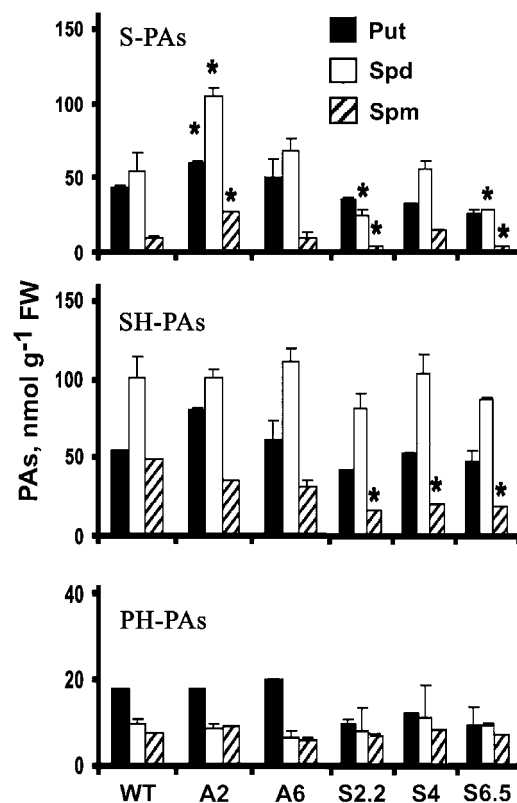 150
S-PAs
Put
Spd
Spm
100
50
0
* * *
* *
* *
PAs, nmol g-1 FW
150
SH-PAs
100
50
0
* * *
40
PH-PAs
20
0
WT A2 A6 S2.2 S4 S6.5